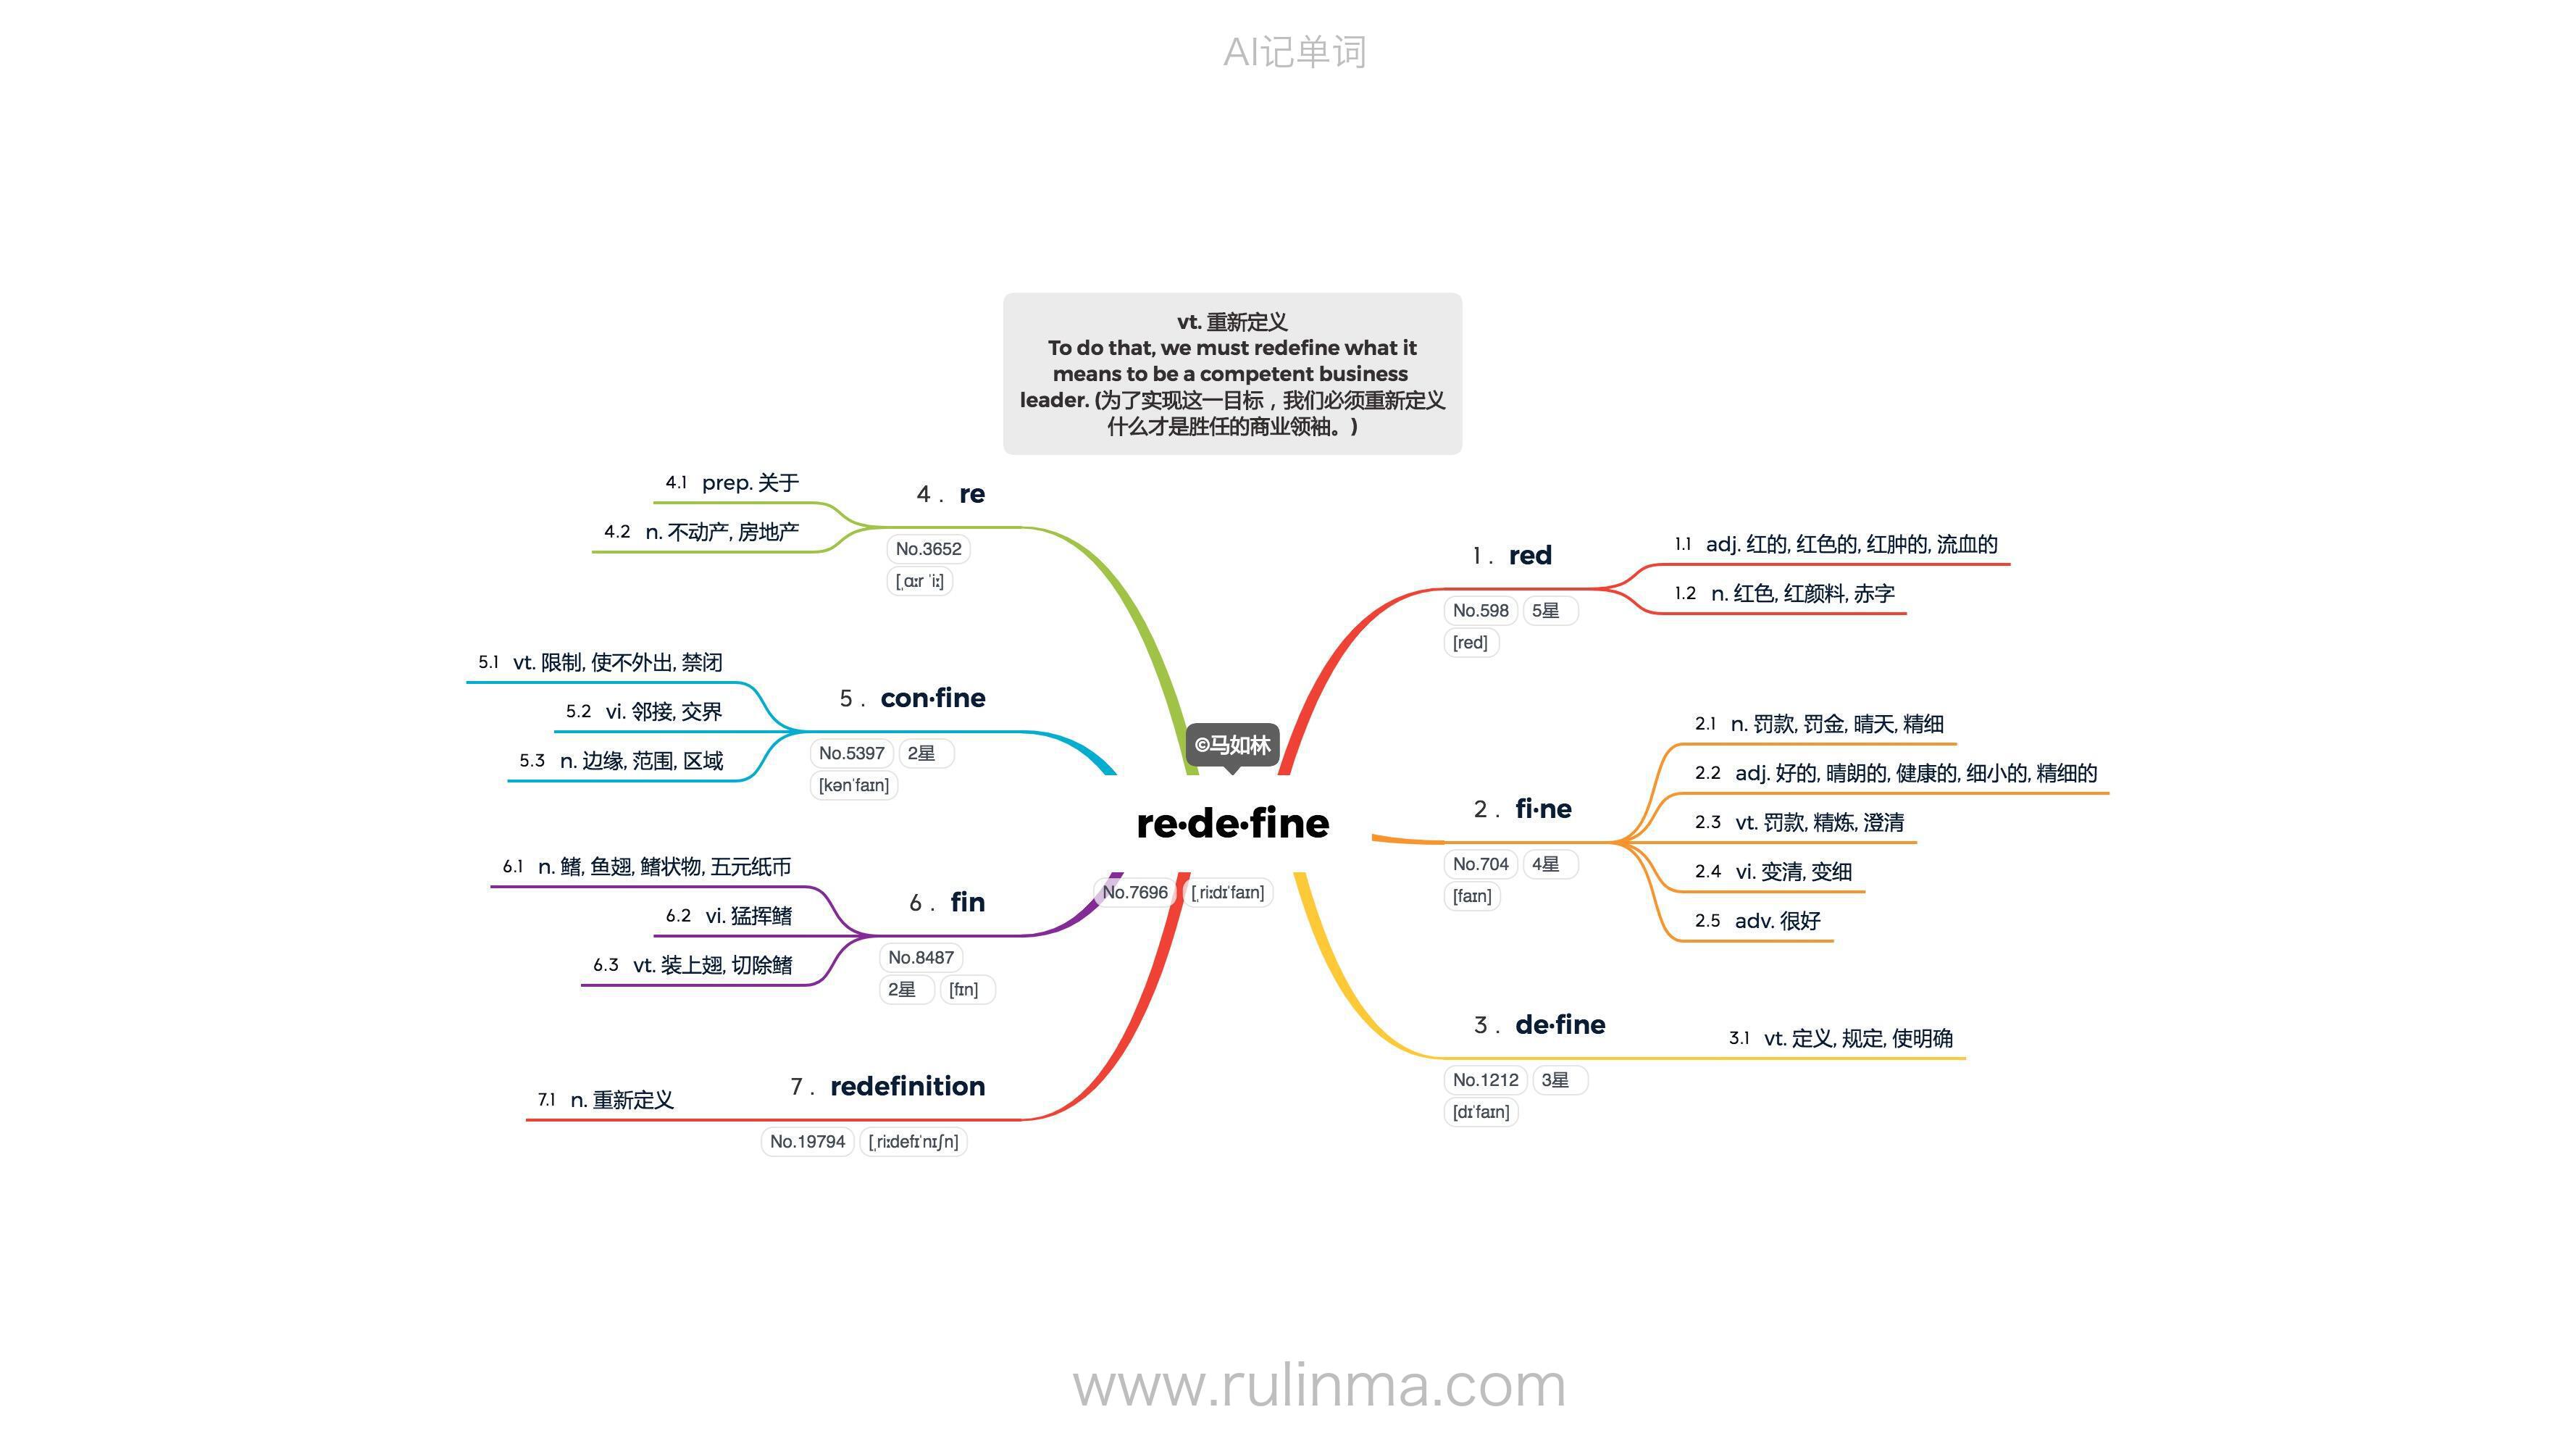 AI记单词
vt. 重新定义
To do that, we must redefine what it
means to be a competent business
leader. (为了实现这一目标，我们必须重新定义
什么才是胜任的商业领袖。)
©马如林
re·de·fine
No.7696 [ˌriːdɪˈfaɪn]
1. red
No.598 5星
[red]
1.1 adj. 红的, 红色的, 红肿的, 流血的
1.2 n. 红色, 红颜料, 赤字
2. fi·ne
No.704 4星
[faɪn]
2.1 n. 罚款, 罚金, 晴天, 精细
2.2 adj. 好的, 晴朗的, 健康的, 细小的, 精细的
2.3 vt. 罚款, 精炼, 澄清
2.4 vi. 变清, 变细
2.5 adv. 很好
3. de·fine
No.1212 3星
[dɪˈfaɪn]
3.1 vt. 定义, 规定, 使明确
4. re
No.3652
[ˌɑːr ˈiː]
4.1 prep. 关于
4.2 n. 不动产, 房地产
5. con·fine
No.5397 2星
[kənˈfaɪn]
5.1 vt. 限制, 使不外出, 禁闭
5.2 vi. 邻接, 交界
5.3 n. 边缘, 范围, 区域
6. fin
No.8487
2星 [fɪn]
6.1 n. 鳍, 鱼翅, 鳍状物, 五元纸币
6.2 vi. 猛挥鳍
6.3 vt. 装上翅, 切除鳍
7. redefinition
No.19794 [ˌriːdefɪˈnɪʃn]
7.1 n. 重新定义
www.rulinma.com